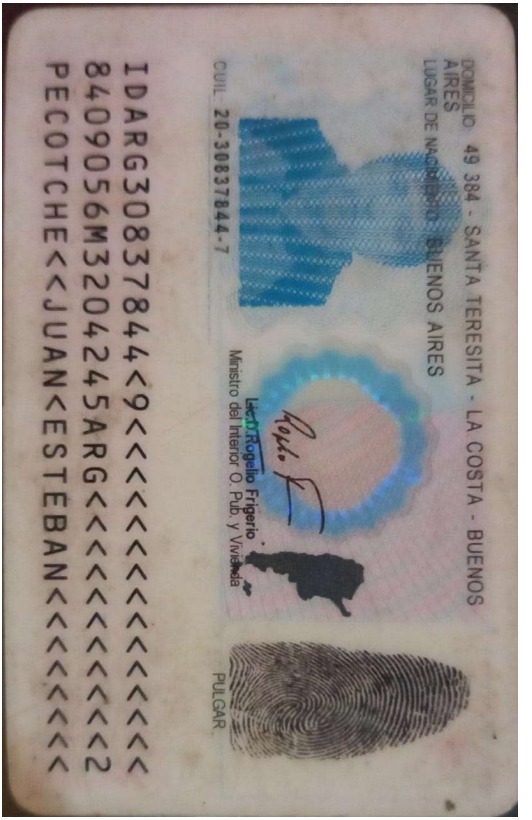 DOMICILIO 49 384 - SANTA TERESITA - LA COSTA - BUENOS
AIRES
LUGAR DE NACIMIENTO BUENOS AIRES
CUIL 20-30837844-7
Lic. Rogelio Frigerio
Ministro del Interior O. Pub. y Vivienda
PULGAR
IDARG30837844<9<<<<<<<<<<<<<<<
8409056M3204245ARG<<<<<<<<<<<2
PECOTCHE<<JUAN<ESTEBAN<<<<<<<<